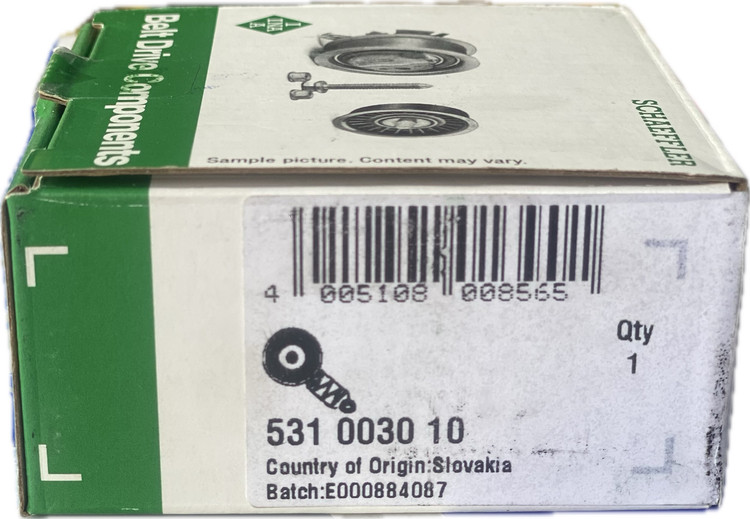 Belt Drive Components
INA
SCHAEFFLER
Sample picture. Content may vary.
4 005108 008565
Qty
1
531 0030 10
Country of Origin:Slovakia
Batch:E000884087